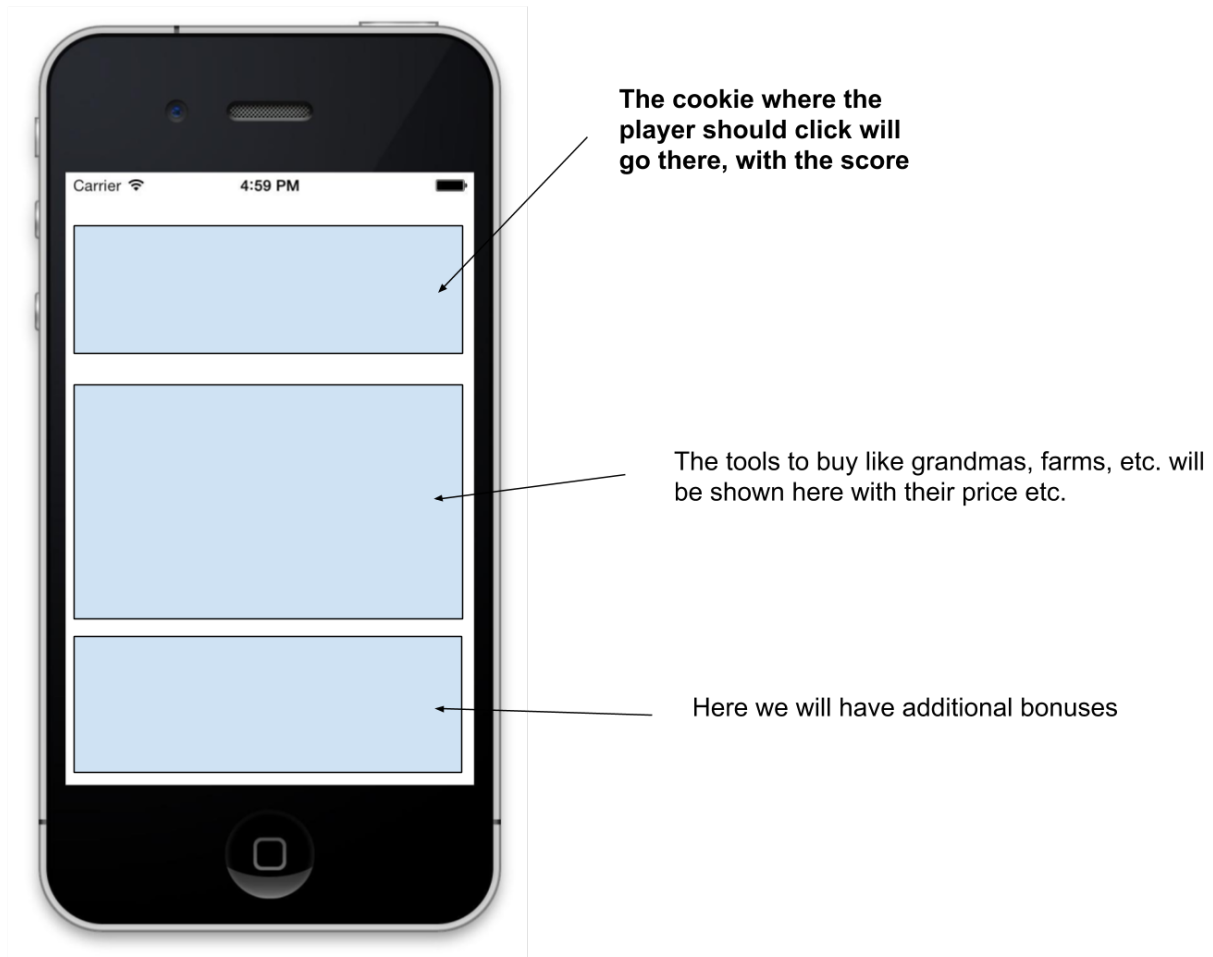 The cookie where the
player should click will
go there, with the score
Carrier 4:59 PM
The tools to buy like grandmas, farms, etc. will
be shown here with their price etc.
Here we will have additional bonuses